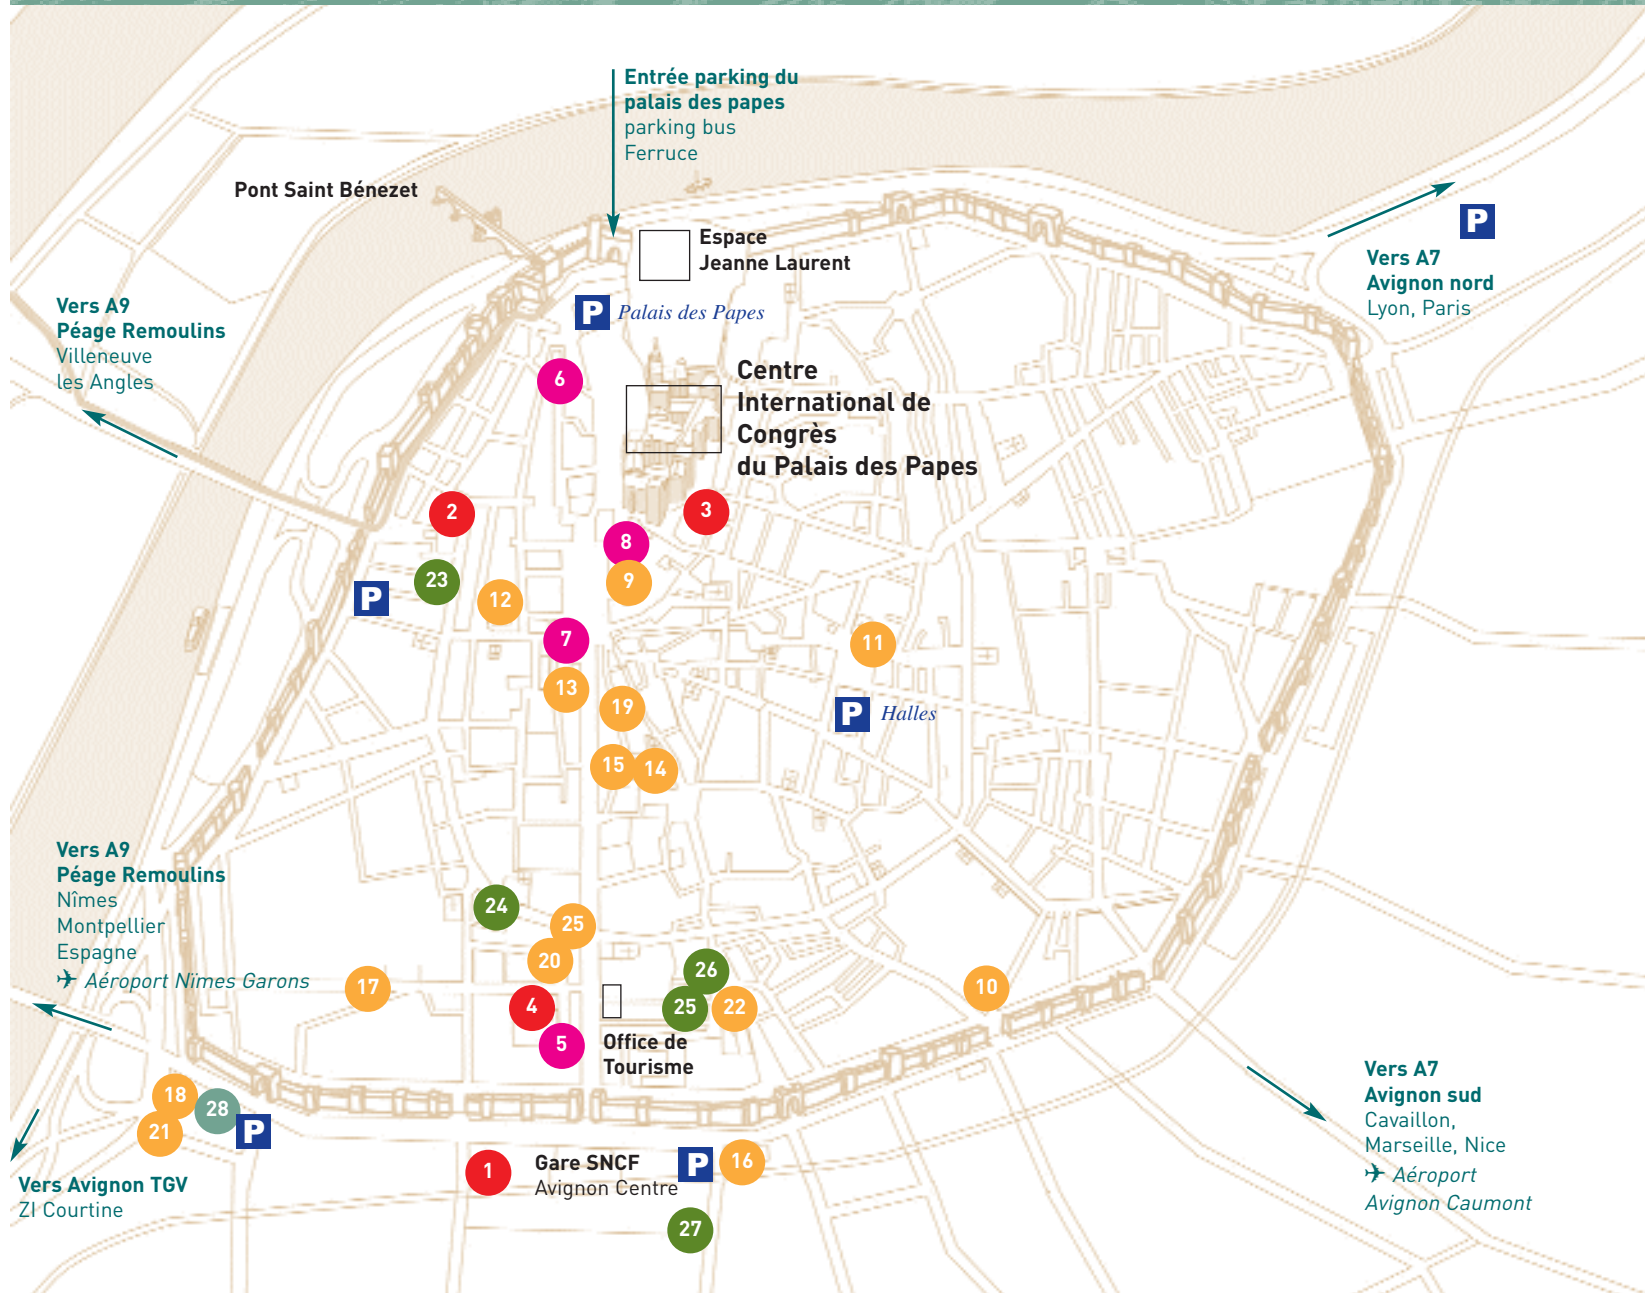 Entrée parking du
palais des papes
parking bus
Ferruce
Pont Saint Bénezet
Espace
Jeanne Laurent
P
Vers A7
Avignon nord
Lyon, Paris
Vers A9
Péage Remoulins
Villeneuve
les Angles
P Palais des Papes
6
Centre
International de
Congrès
du Palais des Papes
2
3
8
23
9
P
12
7
11
13
19
P Halles
15
14
Vers A9
Péage Remoulins
Nîmes
Montpellier
Espagne
✈ Aéroport Nïmes Garons
24
25
20
26
17
4
25
22
10
5
Office de
Tourisme
18
28
21
P
Vers A7
Avignon sud
Cavaillon,
Marseille, Nice
✈ Aéroport
Avignon Caumont
Vers Avignon TGV
ZI Courtine
1
Gare SNCF
Avignon Centre
P
16
27